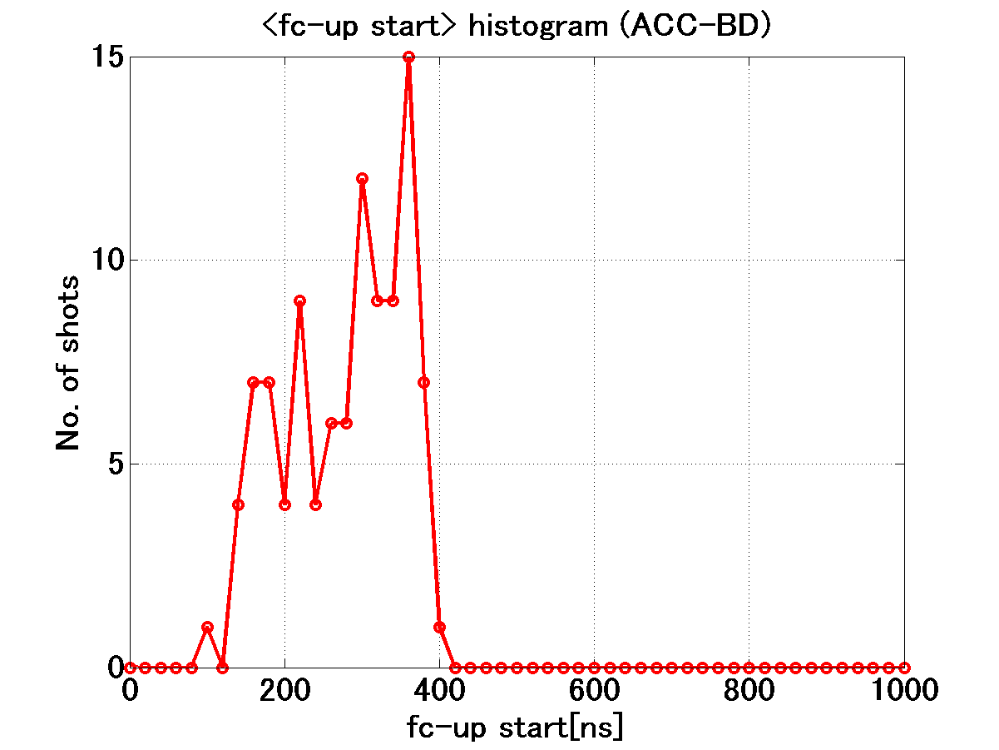 <fc-up start> histogram (ACC-BD)
15
10
5
0
No. of shots
0 200 400 600 800 1000
fc-up start[ns]